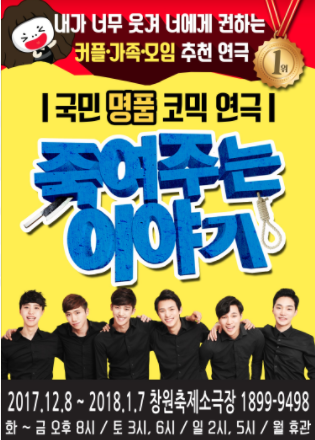 내가 너무 웃겨 너에게 권하는
커플·가족·모임 추천 연극
1위
|국민 명품 코믹 연극|
죽여주는
이야기
2017.12.8 ~ 2018.1.7 창원축제소극장 1899-9498
화 ~ 금 오후 8시 / 토 3시, 6시 / 일 2시, 5시 / 월 휴관